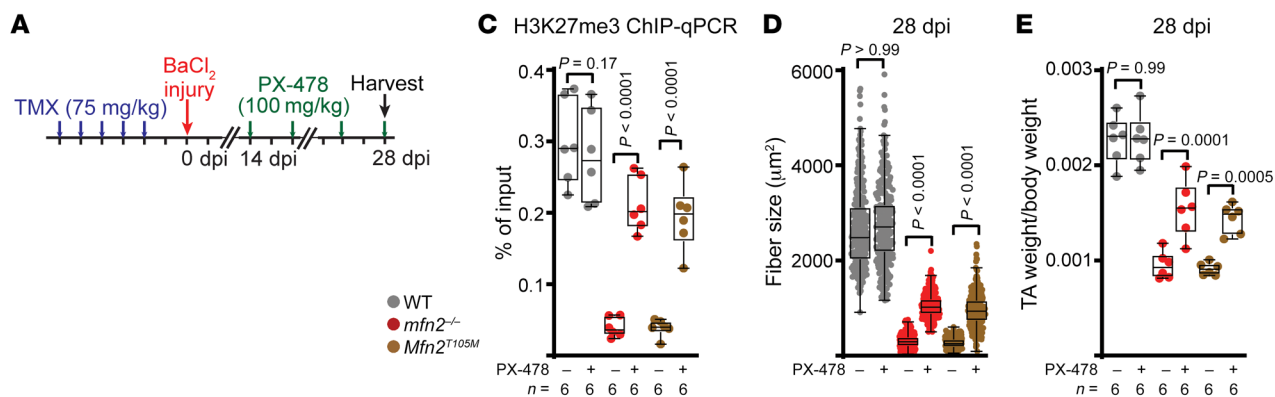 A
BaCl2
injury
TMX (75 mg/kg)
PX-478
(100 mg/kg)
Harvest
0 dpi
14 dpi
28 dpi
WT
mfn2–/–
Mfn2T105M
C H3K27me3 ChIP-qPCR
% of input
0.4
0.3
0.2
0.1
P = 0.17
P < 0.0001
P < 0.0001
PX-478 – + – + – +
n = 6 6 6 6 6 6
D 28 dpi
Fiber size (μm2)
6000
4000
2000
P > 0.99
P < 0.0001
P < 0.0001
PX-478 – + – + – +
E 28 dpi
TA weight/body weight
0.003
0.002
0.001
P = 0.99
P = 0.0001
P = 0.0005
– + – + – +
6 6 6 6 6 6